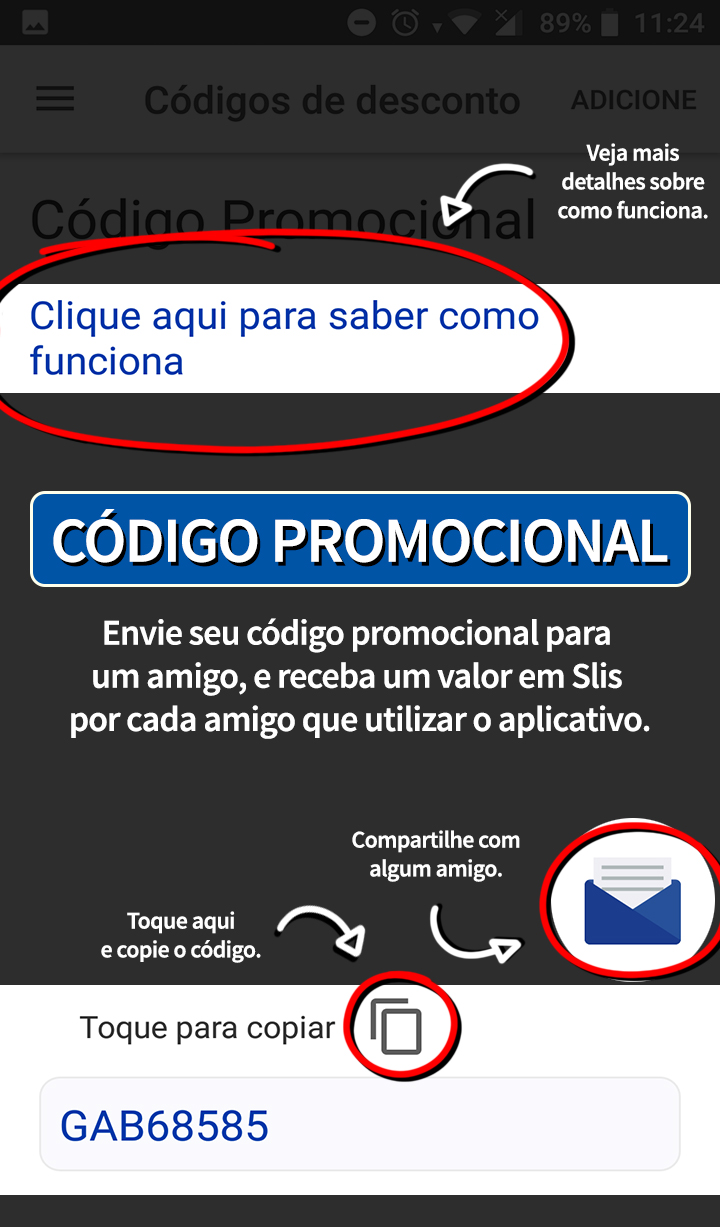 89% 11:24
Códigos de desconto ADICIONE
Veja mais
detalhes sobre
como funciona.
Código Promocional
Clique aqui para saber como
funciona
CÓDIGO PROMOCIONAL
Envie seu código promocional para
um amigo, e receba um valor em Slis
por cada amigo que utilizar o aplicativo.
Compartilhe com
algum amigo.
Toque aqui
e copie o código.
Toque para copiar
GAB68585